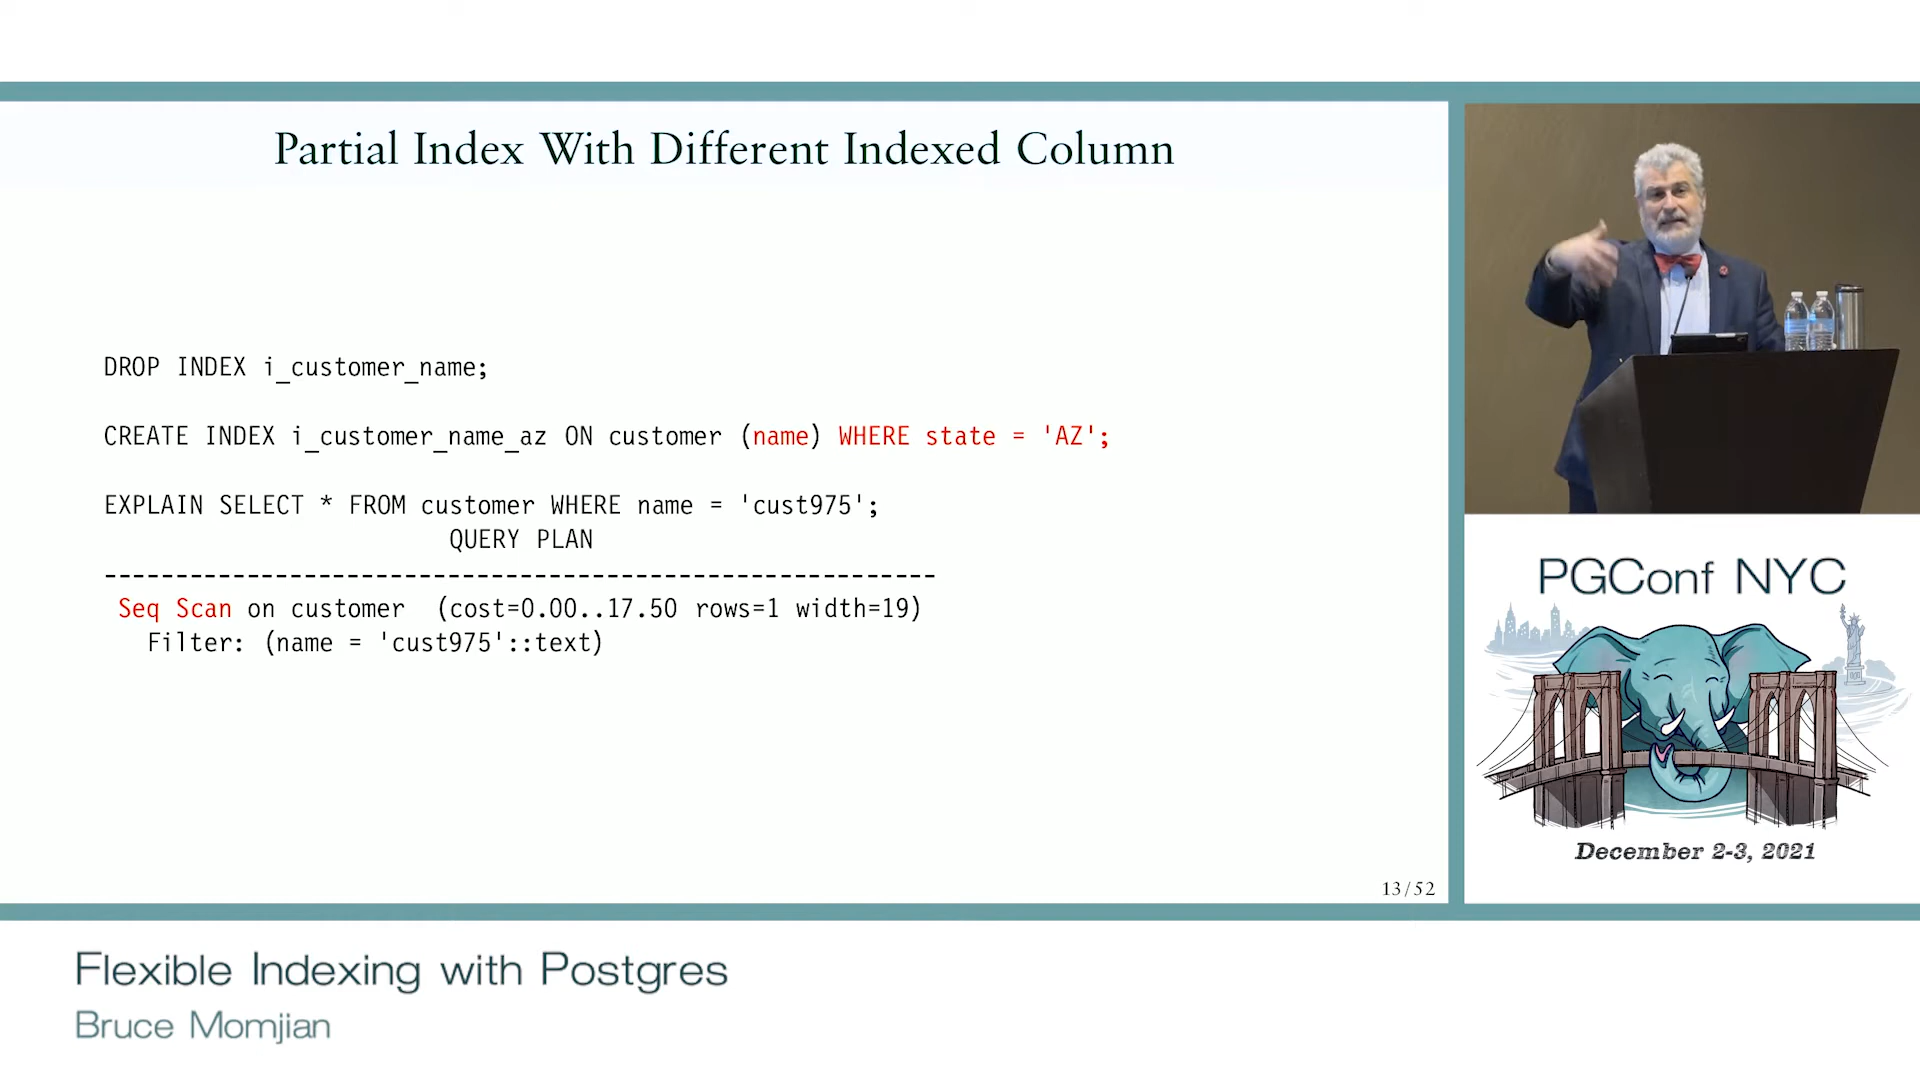 Partial Index With Different Indexed Column
DROP INDEX i_customer_name;
CREATE INDEX i_customer_name_az ON customer (name) WHERE state = 'AZ';
EXPLAIN SELECT * FROM customer WHERE name = 'cust975';
QUERY PLAN
----------------------------------------------------------
Seq Scan on customer  (cost=0.00..17.50 rows=1 width=19)
Filter: (name = 'cust975'::text)
13/52
PGConf NYC
December 2-3, 2021
Flexible Indexing with Postgres
Bruce Momjian